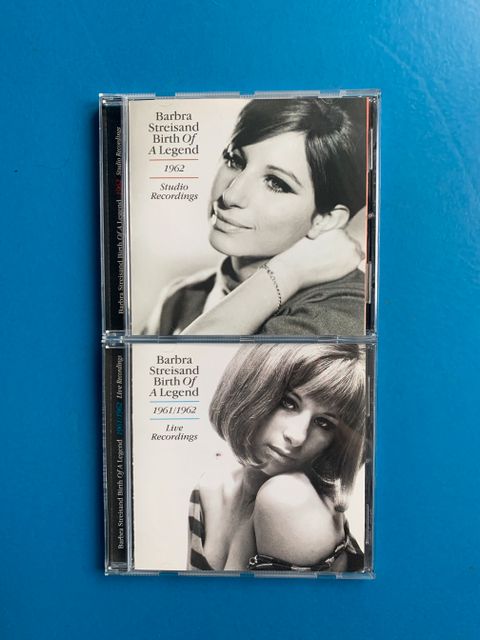 Barbra
Streisand
Birth Of
A Legend
1962
Studio
Recordings
Barbra Streisand Birth Of A Legend 1962 Studio Recordings
Barbra
Streisand
Birth Of
A Legend
1961/1962
Live
Recordings
Barbra Streisand Birth Of A Legend 1961/1962 Live Recordings